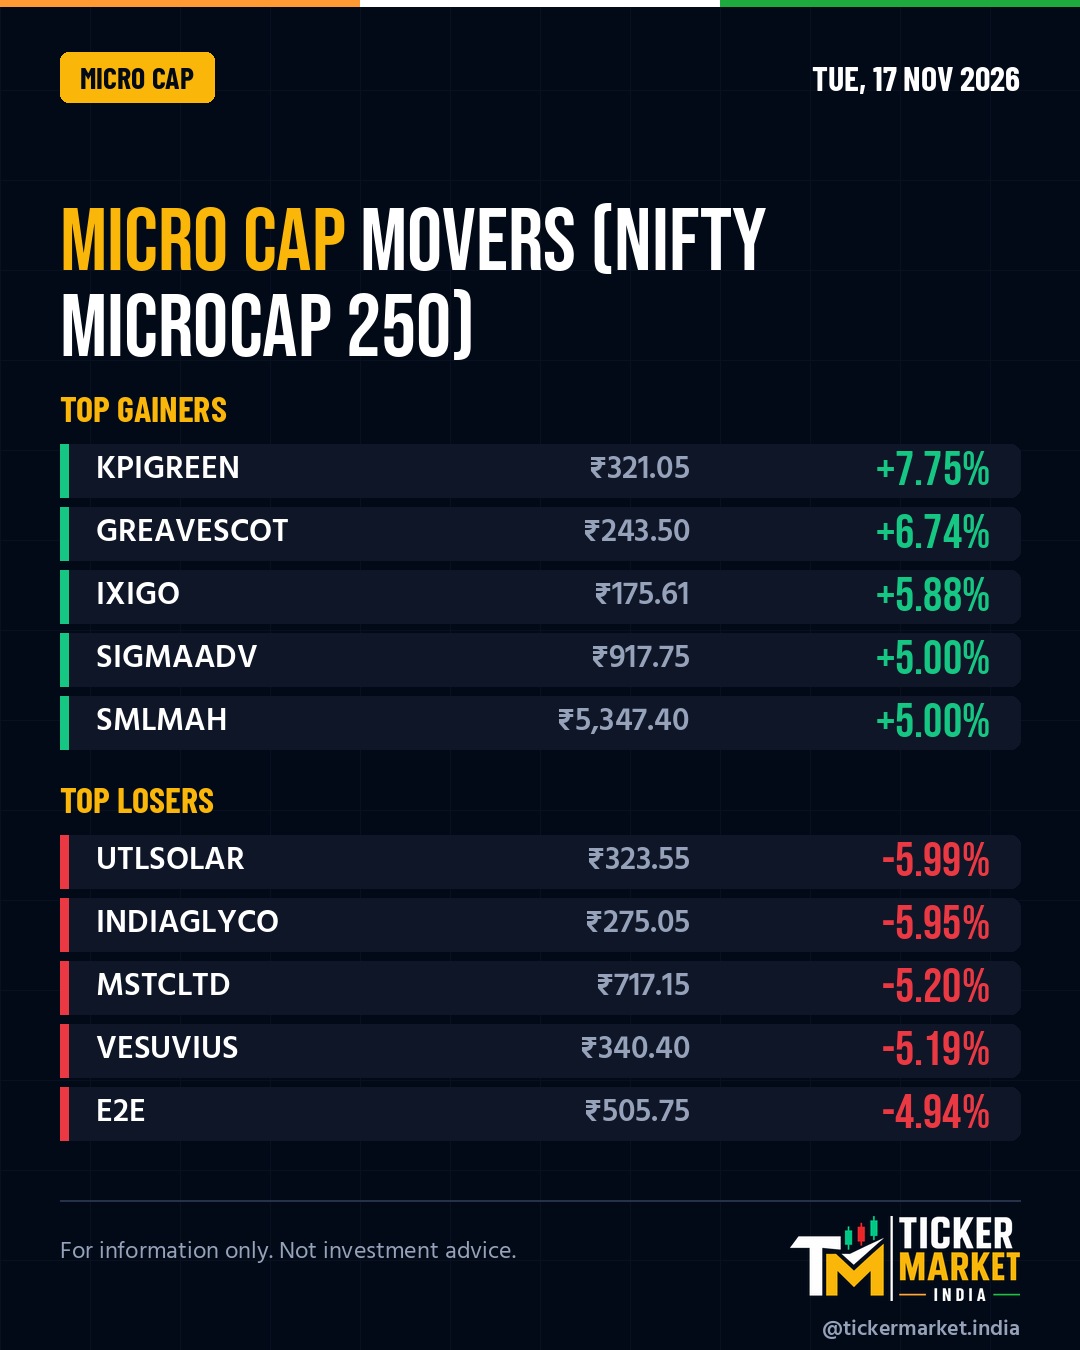 MICRO CAP
TUE, 17 NOV 2026
MICRO CAP MOVERS (NIFTY
MICROCAP 250)
TOP GAINERS
KPIGREEN ₹321.05 +7.75%
GREAVESCOT ₹243.50 +6.74%
IXIGO ₹175.61 +5.88%
SIGMAADV ₹917.75 +5.00%
SMLMAH ₹5,347.40 +5.00%
TOP LOSERS
UTLSOLAR ₹323.55 -5.99%
INDIAGLYCO ₹275.05 -5.95%
MSTCLTD ₹717.15 -5.20%
VESUVIUS ₹340.40 -5.19%
E2E ₹505.75 -4.94%
For information only. Not investment advice.
TM
TICKER
MARKET
INDIA
@tickermarket.india